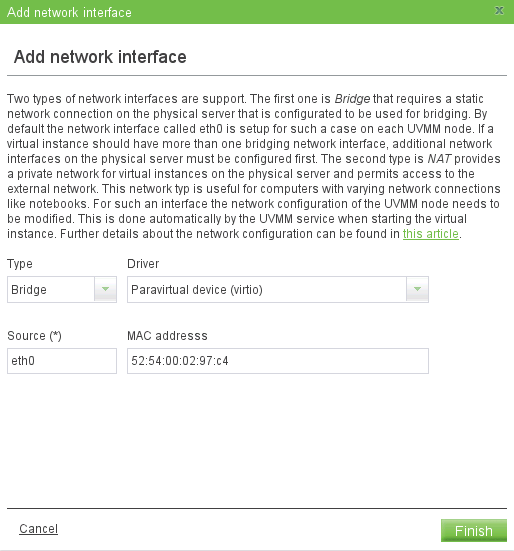 Add network interface
Add network interface
Two types of network interfaces are support. The first one is Bridge that requires a static
network connection on the physical server that is configurated to be used for bridging. By
default the network interface called eth0 is setup for such a case on each UVMM node. If a
virtual instance should have more than one bridging network interface, additional network
interfaces on the physical server must be configured first. The second type is NAT provides
a private network for virtual instances on the physical server and permits access to the
external network. This network typ is useful for computers with varying network connections
like notebooks. For such an interface the network configuration of the UVMM node needs to
be modified. This is done automatically by the UVMM service when starting the virtual
instance. Further details about the network configuration can be found in this article.
Type Driver
Bridge Paravirtual device (virtio)
Source (*) MAC addresss
eth0 52:54:00:02:97:c4
Cancel Finish